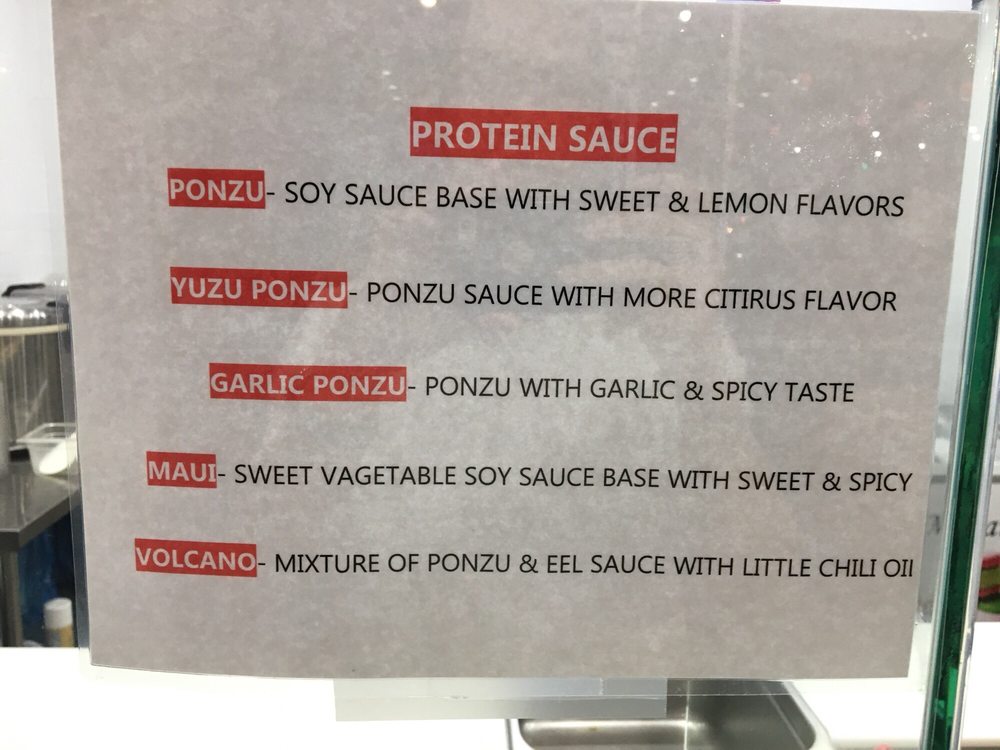 PROTEIN SAUCE
PONZU- SOY SAUCE BASE WITH SWEET & LEMON FLAVORS
YUZU PONZU- PONZU SAUCE WITH MORE CITIRUS FLAVOR
GARLIC PONZU- PONZU WITH GARLIC & SPICY TASTE
MAUI- SWEET VAGETABLE SOY SAUCE BASE WITH SWEET & SPICY
VOLCANO- MIXTURE OF PONZU & EEL SAUCE WITH LITTLE CHILI OIL